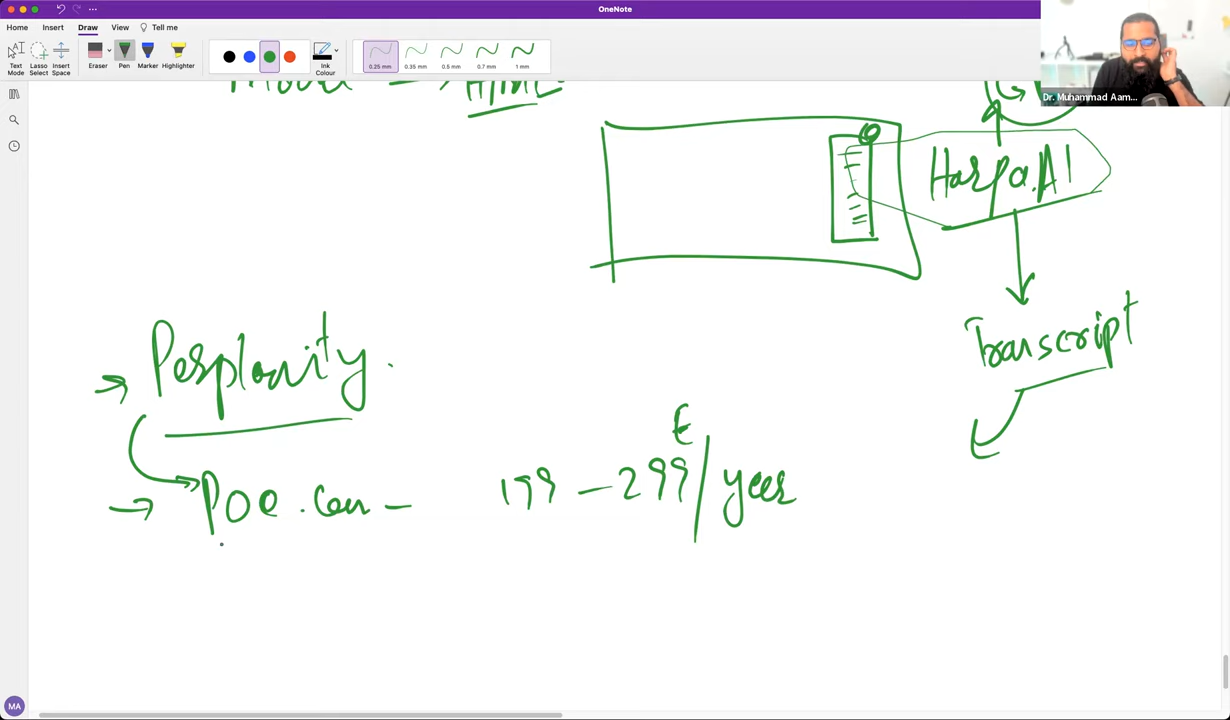 OneNote
Home Insert Draw View Tell me
Text Mode
Lasso Select
Insert Space
Eraser
Pen
Marker
Highlighter
Ink Colour
0.25 mm
0.35 mm
0.5 mm
0.7 mm
1 mm
Dr. Muhammad Aam...
Model → HTML
Harpa.AI
Transcript
→ Perplexity.
→ Poe.com - 199 - 299 / year
€
MA